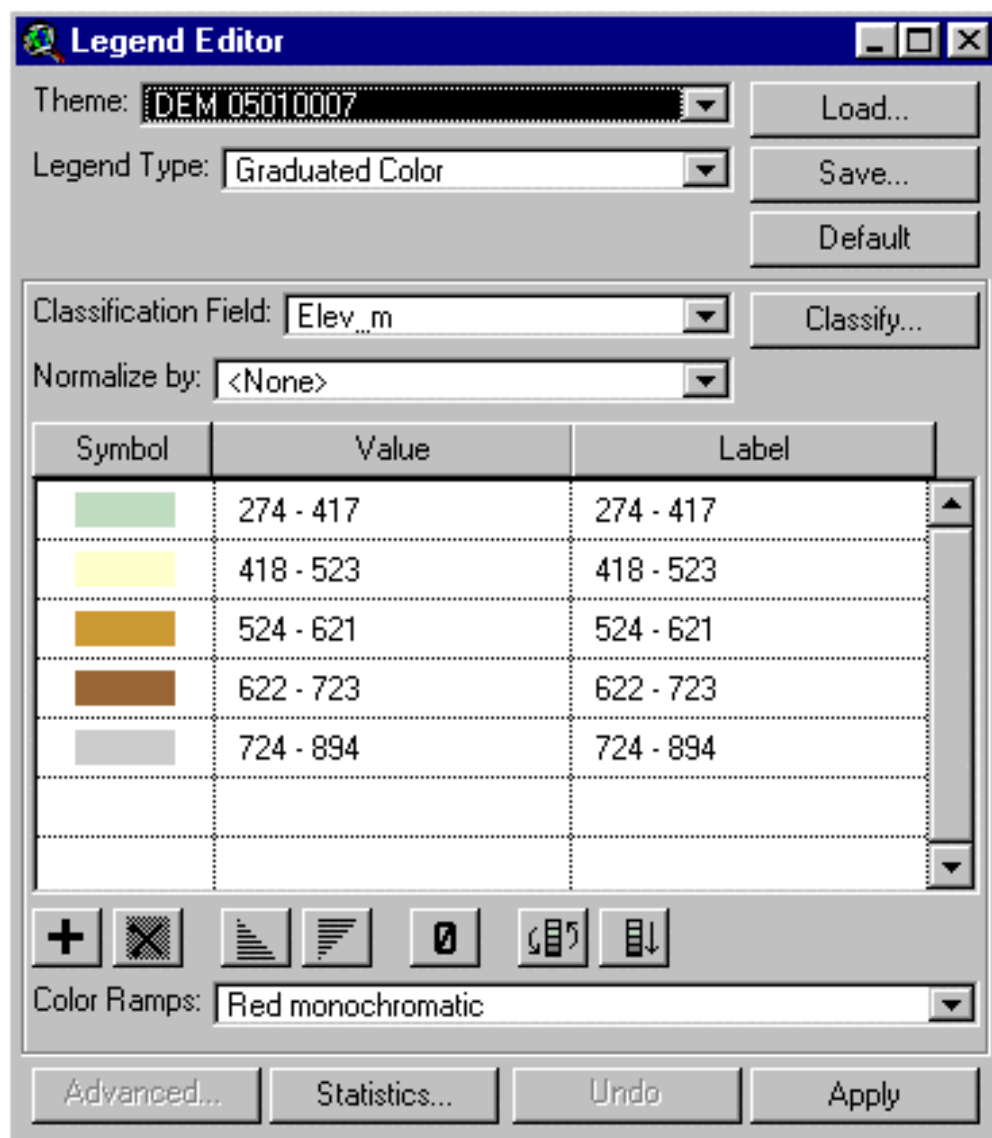 Legend Editor
Theme: DEM 05010007
Load...
Legend Type: Graduated Color
Save...
Default
Classification Field: Elev_m
Classify...
Normalize by: <None>
Symbol Value Label
274 - 417 274 - 417
418 - 523 418 - 523
524 - 621 524 - 621
622 - 723 622 - 723
724 - 894 724 - 894
0
Color Ramps: Red monochromatic
Advanced... Statistics... Undo Apply